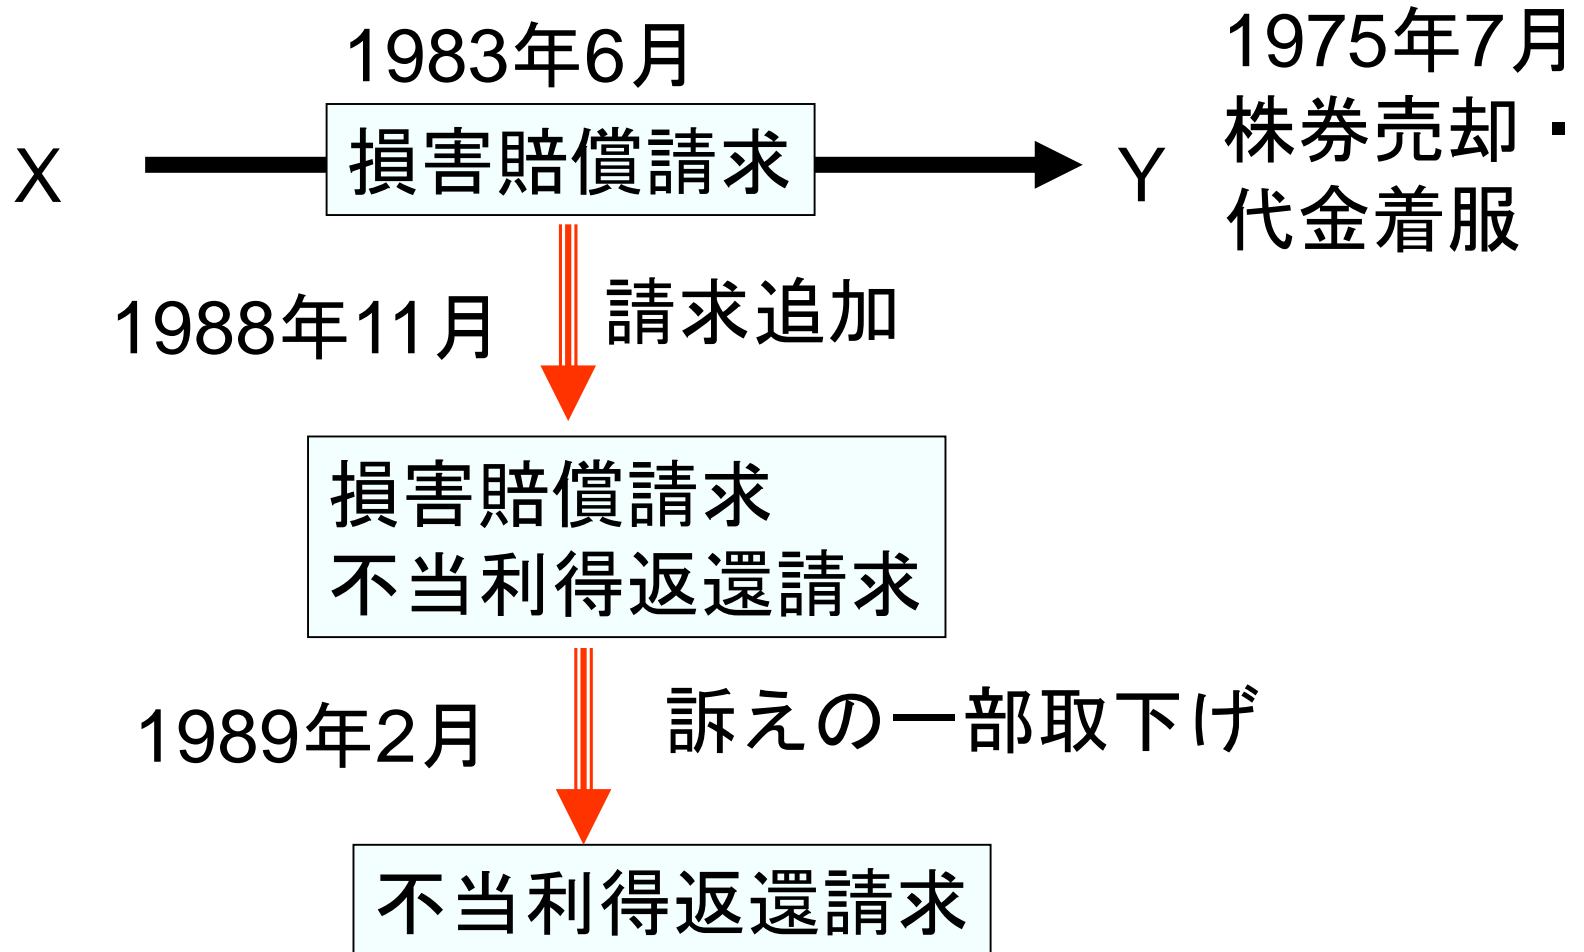 1983年6月
1975年7月
株券売却・
代金着服
X
損害賠償請求
Y
1988年11月
請求追加
損害賠償請求
不当利得返還請求
1989年2月
訴えの一部取下げ
不当利得返還請求